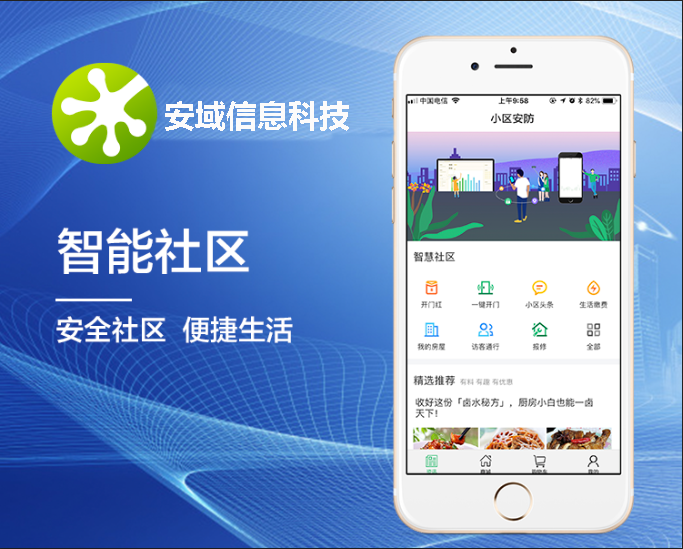 安域信息科技
智能社区
安全社区 便捷生活
中国电信 上午9:58 82%
小区安防
智慧社区
开门红 一键开门 小区头条 生活缴费
我的房屋 访客通行 报修 全部
精选推荐 有料 有趣 有优惠
收好这份「卤水秘方」，厨房小白也能一卤
天下!
商城 购物车 我的